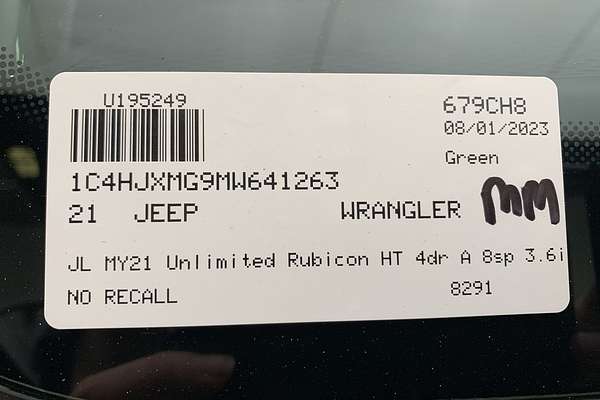 U195249
679CH8
08/01/2023
Green
1C4HJXMG9MW641263
21 JEEP WRANGLER MM
JL MY21 Unlimited Rubicon HT 4dr A 8sp 3.6i
NO RECALL 8291